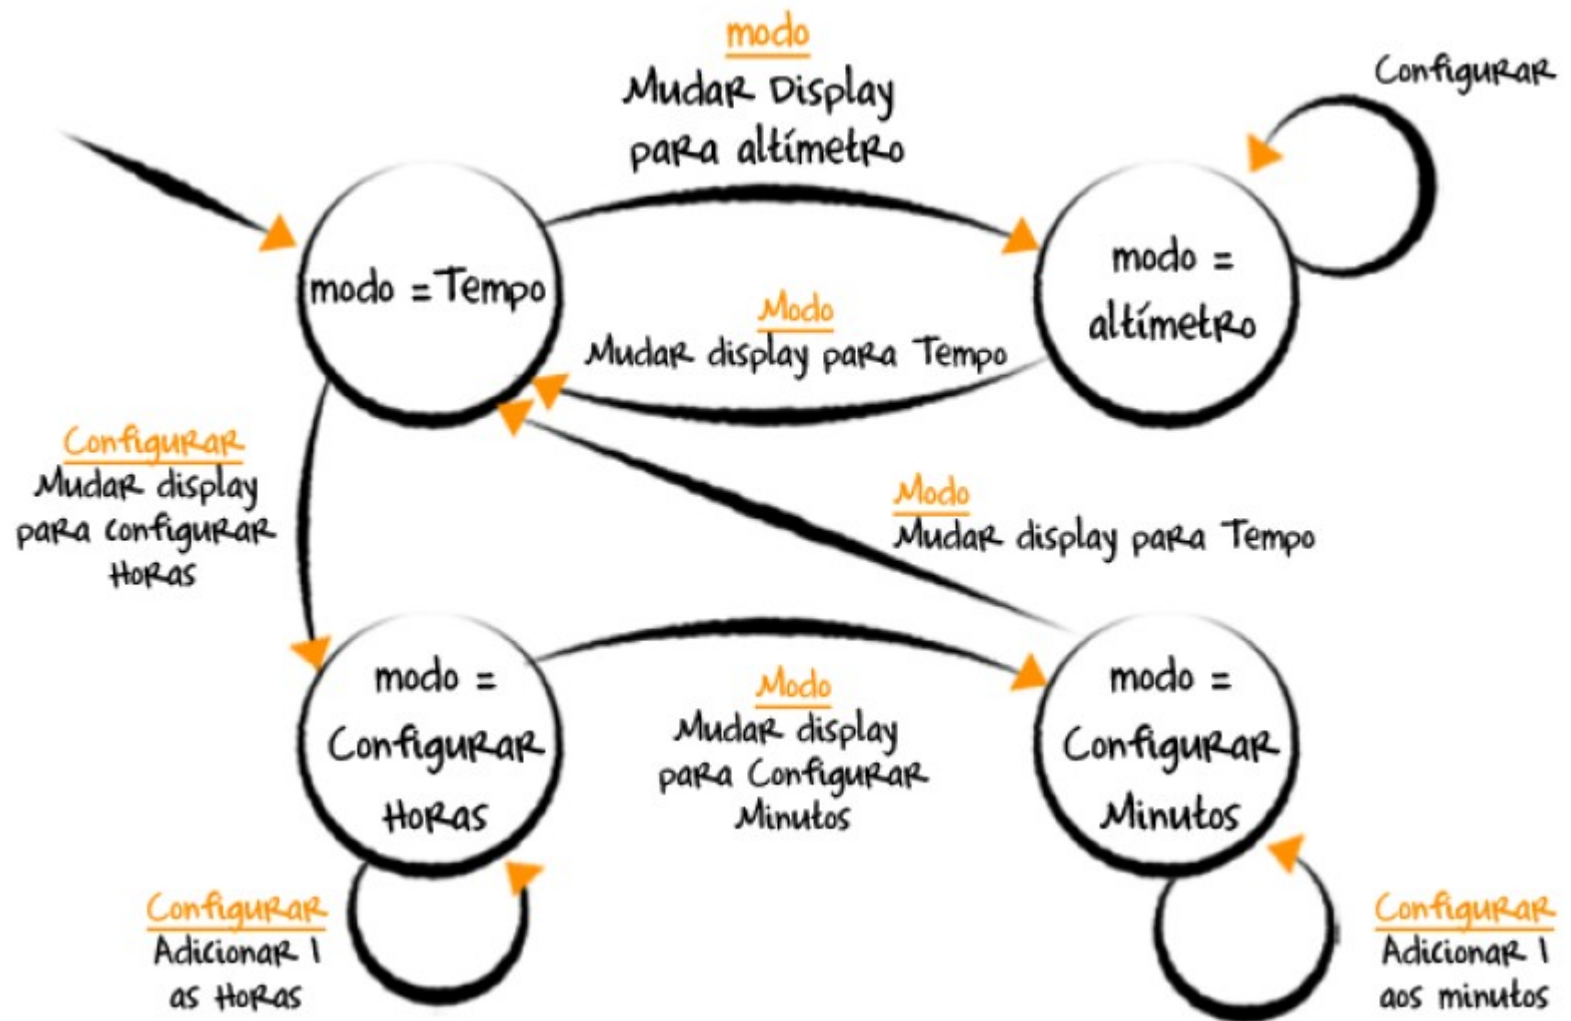 modo
Mudar Display
para altímetro
Configurar
modo = Tempo
modo =
altímetro
Modo
Mudar display para Tempo
Configurar
Mudar display
para configurar
Horas
Modo
Mudar display para Tempo
modo =
Configurar
Horas
Modo
Mudar display
para Configurar
Minutos
modo =
Configurar
Minutos
Configurar
Adicionar 1
as Horas
Configurar
Adicionar 1
aos minutos